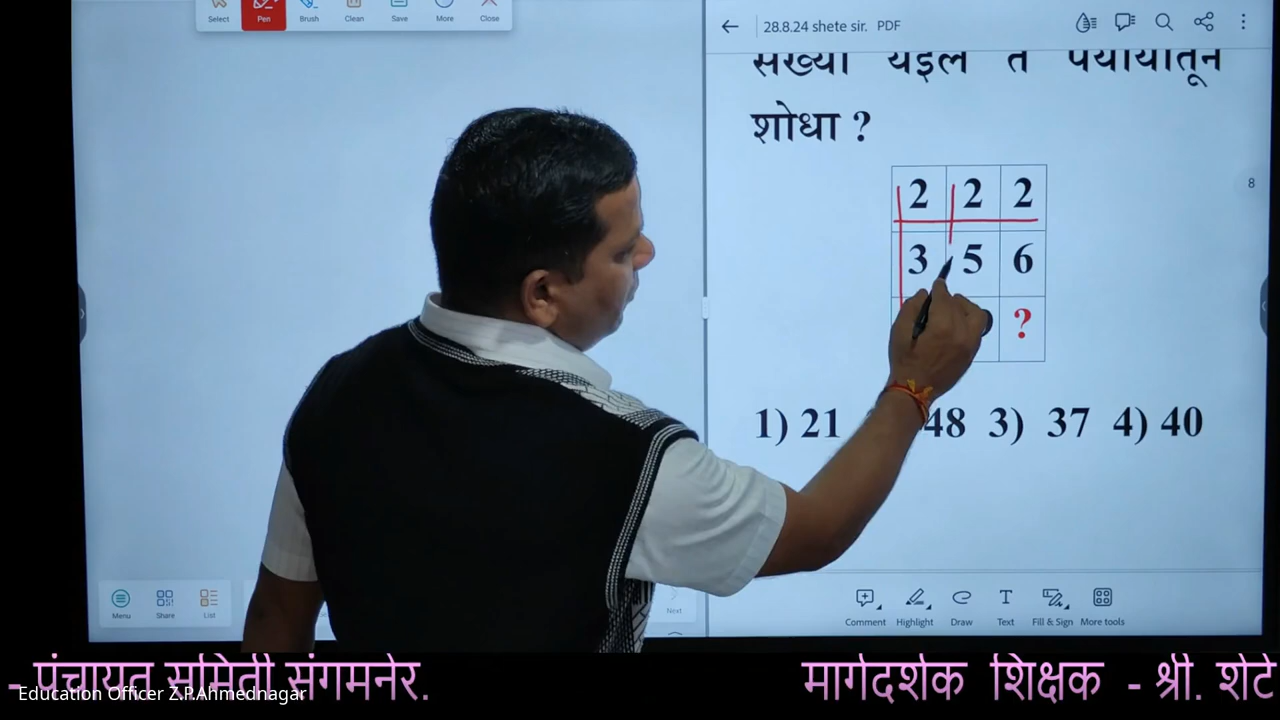 Select Pen Brush Clean Save More Close
28.8.24 shete sir. PDF
संख्या येइल ते पर्यायातून
शोधा ?
8
2 2 2
3 5 6
?
1) 21 48 3) 37 4) 40
Menu Share List Next
Comment Highlight Draw Text Fill & Sign More tools
- पंचायत समिती संगमनेर. मार्गदर्शक शिक्षक - श्री. शेटे
Education Officer Z.P.Ahmednagar